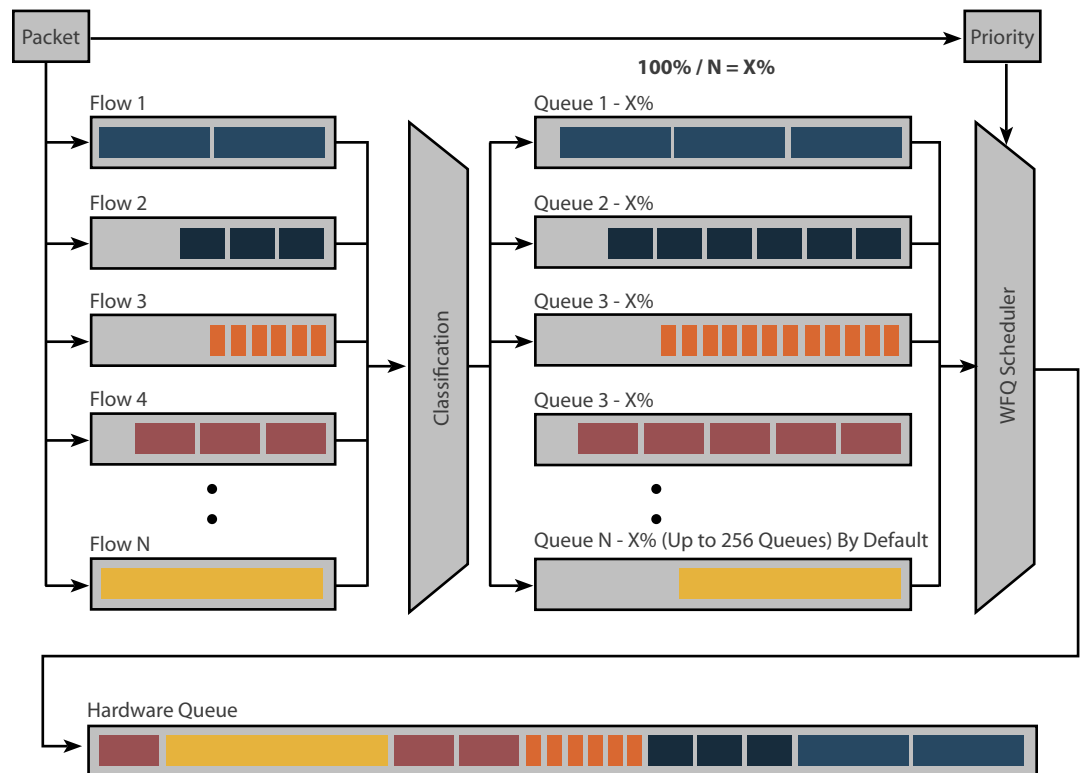 Packet
Priority
100% / N = X%
Flow 1
Queue 1 - X%
Flow 2
Queue 2 - X%
Flow 3
Queue 3 - X%
Flow 4
Queue 3 - X%
Flow N
Queue N - X% (Up to 256 Queues) By Default
Classification
WFQ Scheduler
Hardware Queue